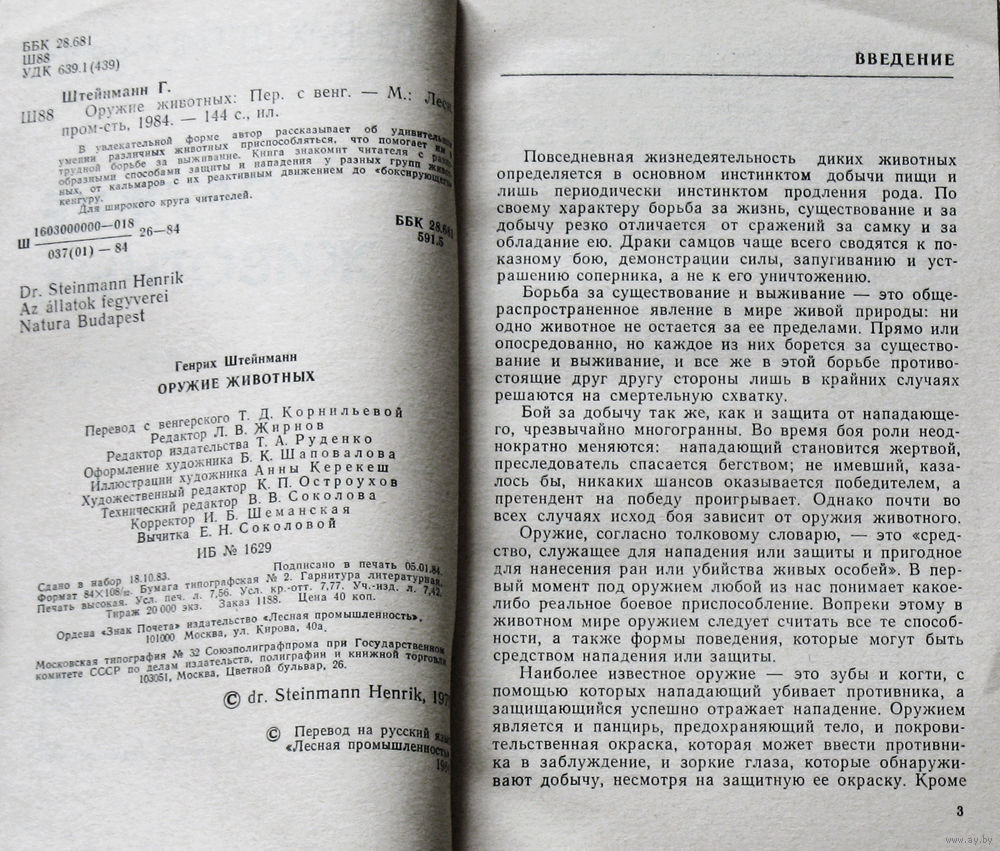 ББК 28.681
Ш88
УДК 639.1(439)
Штейнманн Г.
Ш88 Оружие животных: Пер. с венг. — М.: Лесн.
пром-сть, 1984. — 144 с., ил.
В увлекательной форме автор рассказывает об
умении различных животных приспособляться, что помогает им в
трудной борьбе за выживание. Книга знакомит читателя с
образными способами защиты и нападения у разных групп
ных, от кальмаров с их реактивным движением до «боксирующего»
кенгуру.
Для широкого круга читателей.
Ш 1603000000—018 26—84
037(01) — 84
ББК 28.681
591.5
Dr. Steinmann Henrik
Az állatok fegyverei
Natura Budapest
Генрих Штейнманн
ОРУЖИЕ ЖИВОТНЫХ
Перевод с венгерского Т. Д. Корнильевой
Редактор Л. В. Жирнов
Редактор издательства Т. А. Руденко
Оформление художника Б. К. Шаповалова
Иллюстрации художника Анны Керекеш
Художественный редактор К. П. Остроухов
Технический редактор В. В. Соколова
Корректор И. Б. Шеманская
Вычитка Е. Н. Соколовой
ИБ № 1629
Сдано в набор 18.10.83. Подписано в печать 05.01.84.
Формат 84×108/32. Бумага типографская № 2. Гарнитура литературная.
Печать высокая. Усл. печ. л. 7,56. Усл. кр.-отт. 7,77. Уч.-изд. л. 7,42.
Тираж 20 000 экз. Заказ 1188. Цена 40 коп.
Ордена «Знак Почета» издательство «Лесная промышленность»,
101000 Москва, ул. Кирова, 40а.
Московская типография № 32 Союзполиграфпрома при Государственном
комитете СССР по делам издательств, полиграфии и книжной торговли
103051, Москва, Цветной бульвар, 26.
© dr. Steinmann Henrik,
© Перевод на русский
«Лесная промышленность»
ВВЕДЕНИЕ
Повседневная жизнедеятельность диких животных
определяется в основном инстинктом добычи пищи и
лишь периодически инстинктом продления рода. По
своему характеру борьба за жизнь, существование и за
добычу резко отличается от сражений за самку и за
обладание ею. Драки самцов чаще всего сводятся к по-
казному бою, демонстрации силы, запугиванию и уст-
рашению соперника, а не к его уничтожению.
Борьба за существование и выживание — это обще-
распространенное явление в мире живой природы: ни
одно животное не остается за ее пределами. Прямо или
опосредованно, но каждое из них борется за существо-
вание и выживание, и все же в этой борьбе противо-
стоящие друг другу стороны лишь в крайних случаях
решаются на смертельную схватку.
Бой за добычу так же, как и защита от нападающе-
го, чрезвычайно многогранны. Во время боя роли неод-
нократно меняются: нападающий становится жертвой,
преследователь спасается бегством; не имевший, каза-
лось бы, никаких шансов оказывается победителем, а
претендент на победу проигрывает. Однако почти во
всех случаях исход боя зависит от оружия животного.
Оружие, согласно толковому словарю, — это «сред-
ство, служащее для нападения или защиты и пригодное
для нанесения ран или убийства живых особей». В пер-
вый момент под оружием любой из нас понимает какое-
либо реальное боевое приспособление. Вопреки этому в
животном мире оружием следует считать все те способ-
ности, а также формы поведения, которые могут быть
средством нападения или защиты.
Наиболее известное оружие — это зубы и когти, с
помощью которых нападающий убивает противника, а
защищающийся успешно отражает нападение. Оружием
является и панцирь, предохраняющий тело, и покрови-
тельственная окраска, которая может ввести противни-
ка в заблуждение, и зоркие глаза, которые обнаружи-
вают добычу, несмотря на защитную ее окраску. Кроме
3
www.ay.by